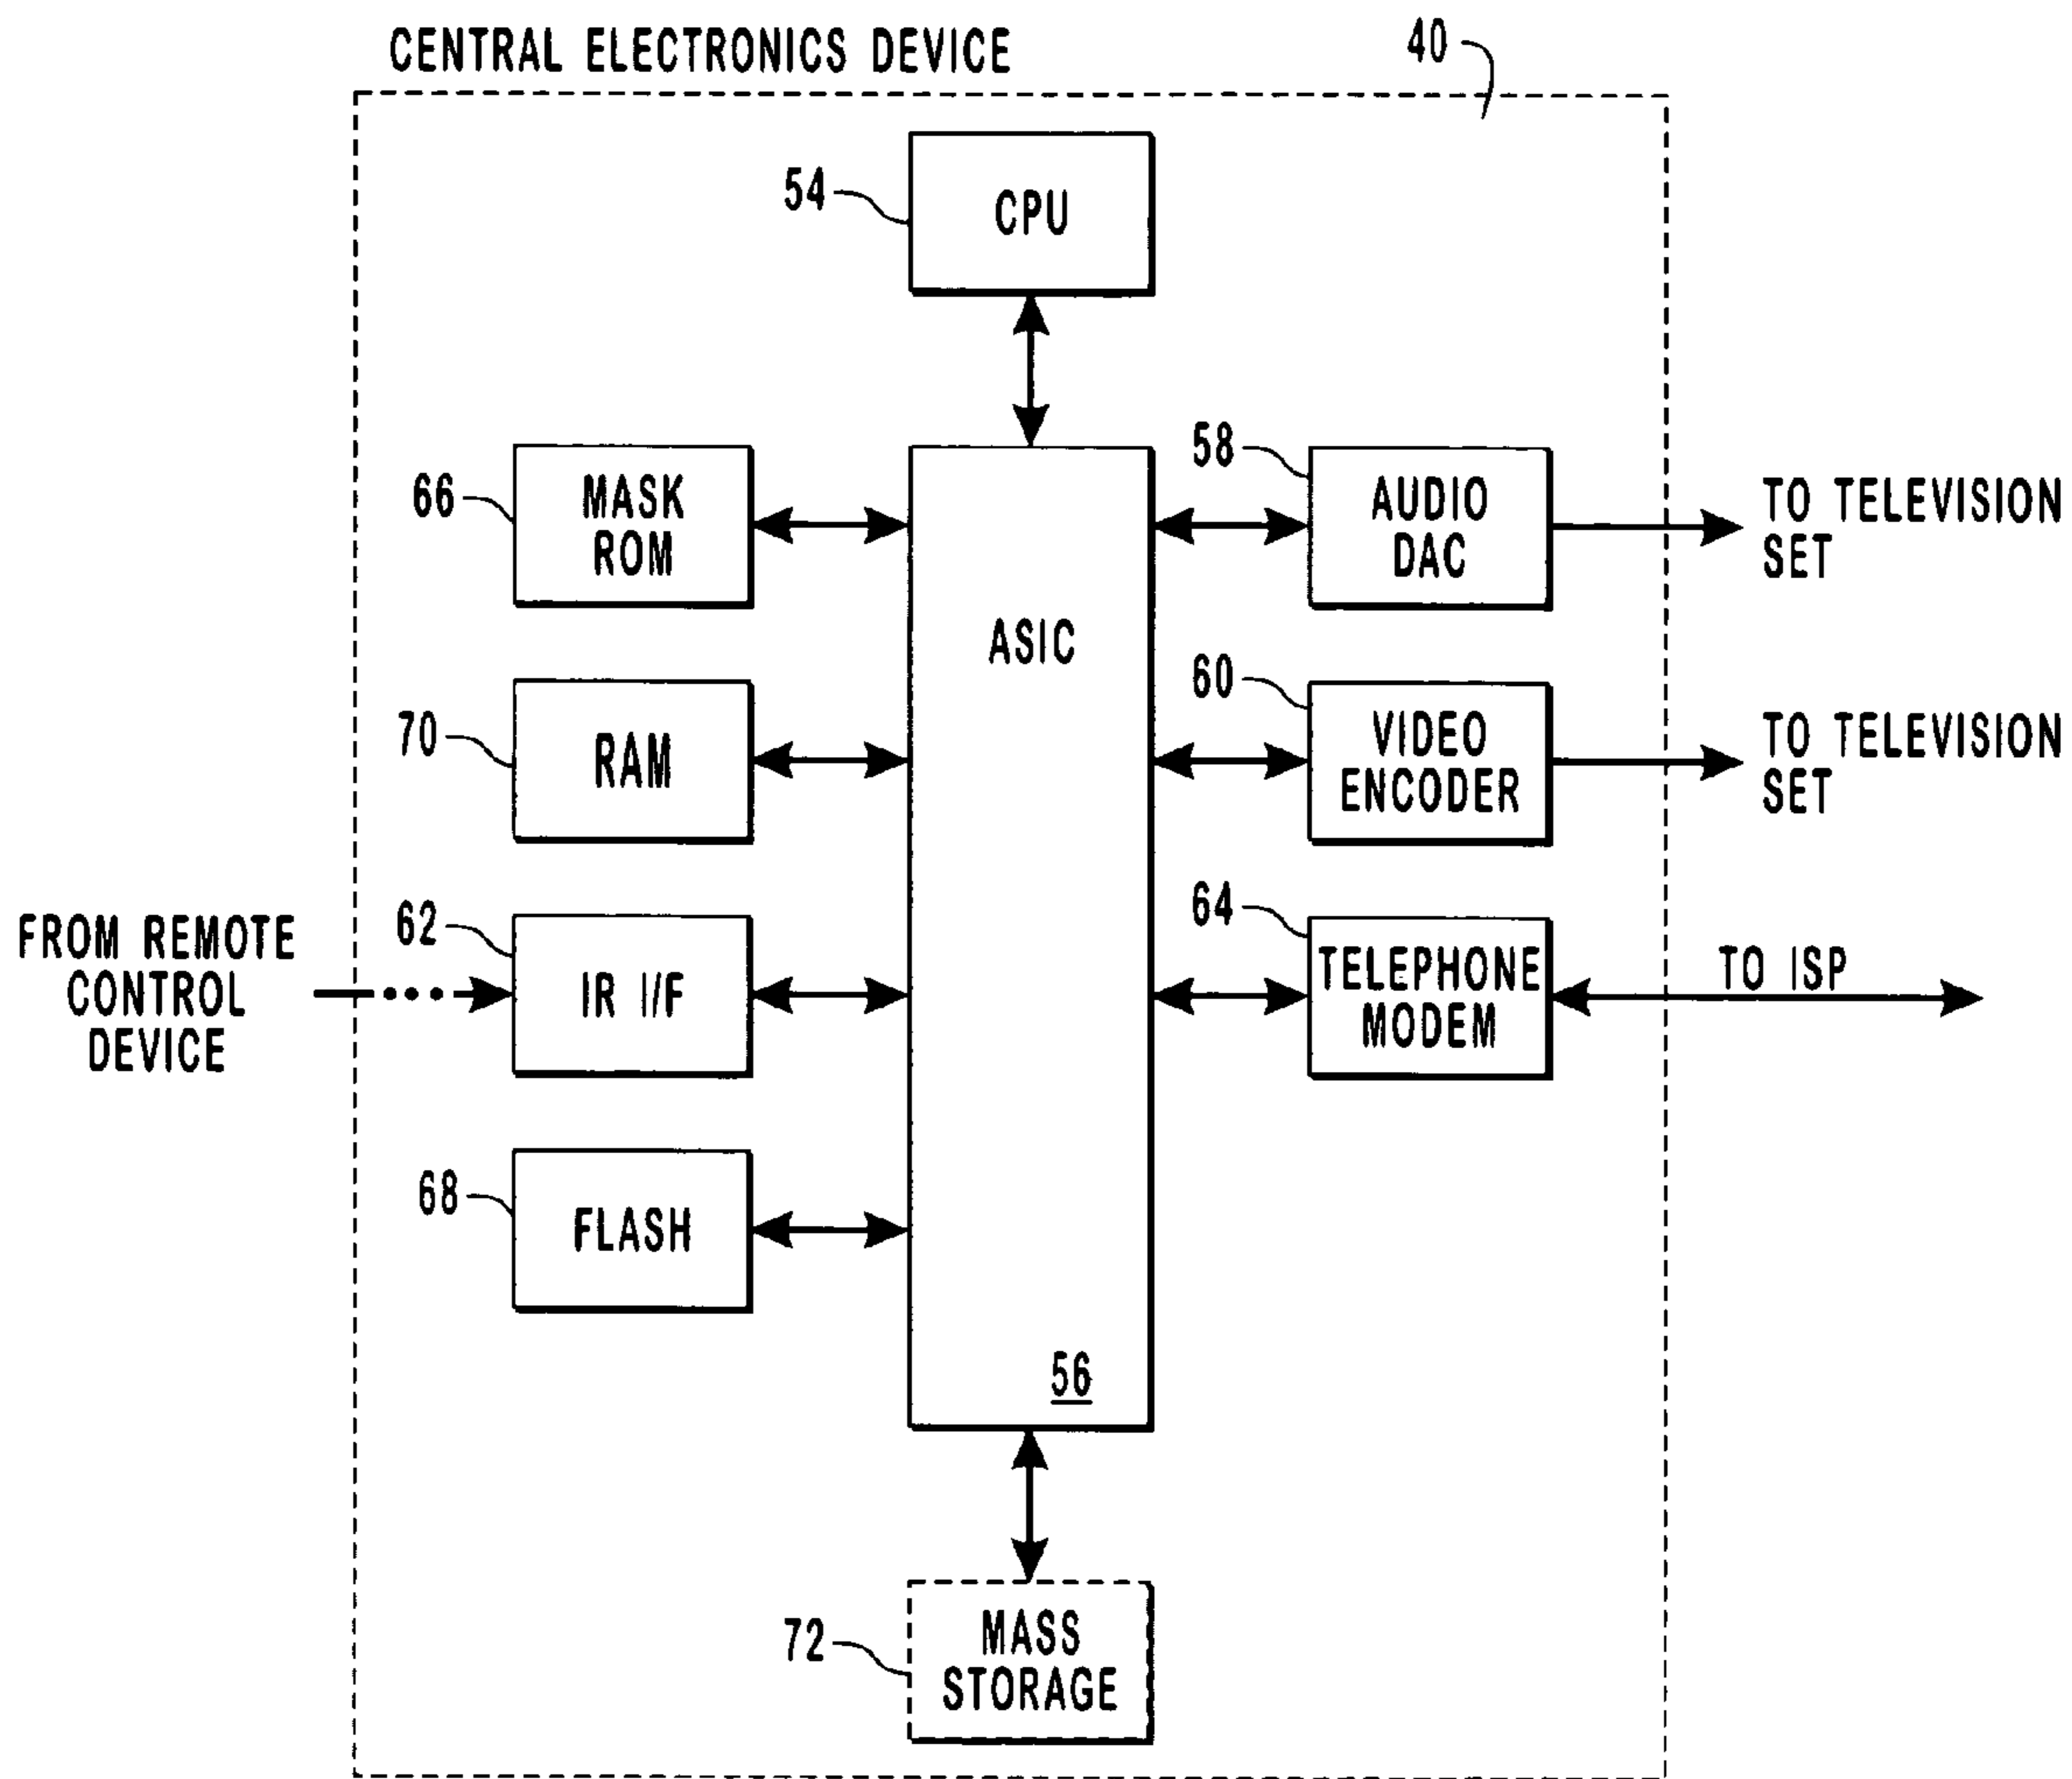 CENTRAL ELECTRONICS DEVICE
40
54
CPU
66
MASK
ROM
58
AUDIO
DAC
TO TELEVISION
SET
ASIC
70
RAM
60
VIDEO
ENCODER
TO TELEVISION
SET
FROM REMOTE
CONTROL
DEVICE
62
IR I/F
64
TELEPHONE
MODEM
TO ISP
68
FLASH
56
72
MASS
STORAGE